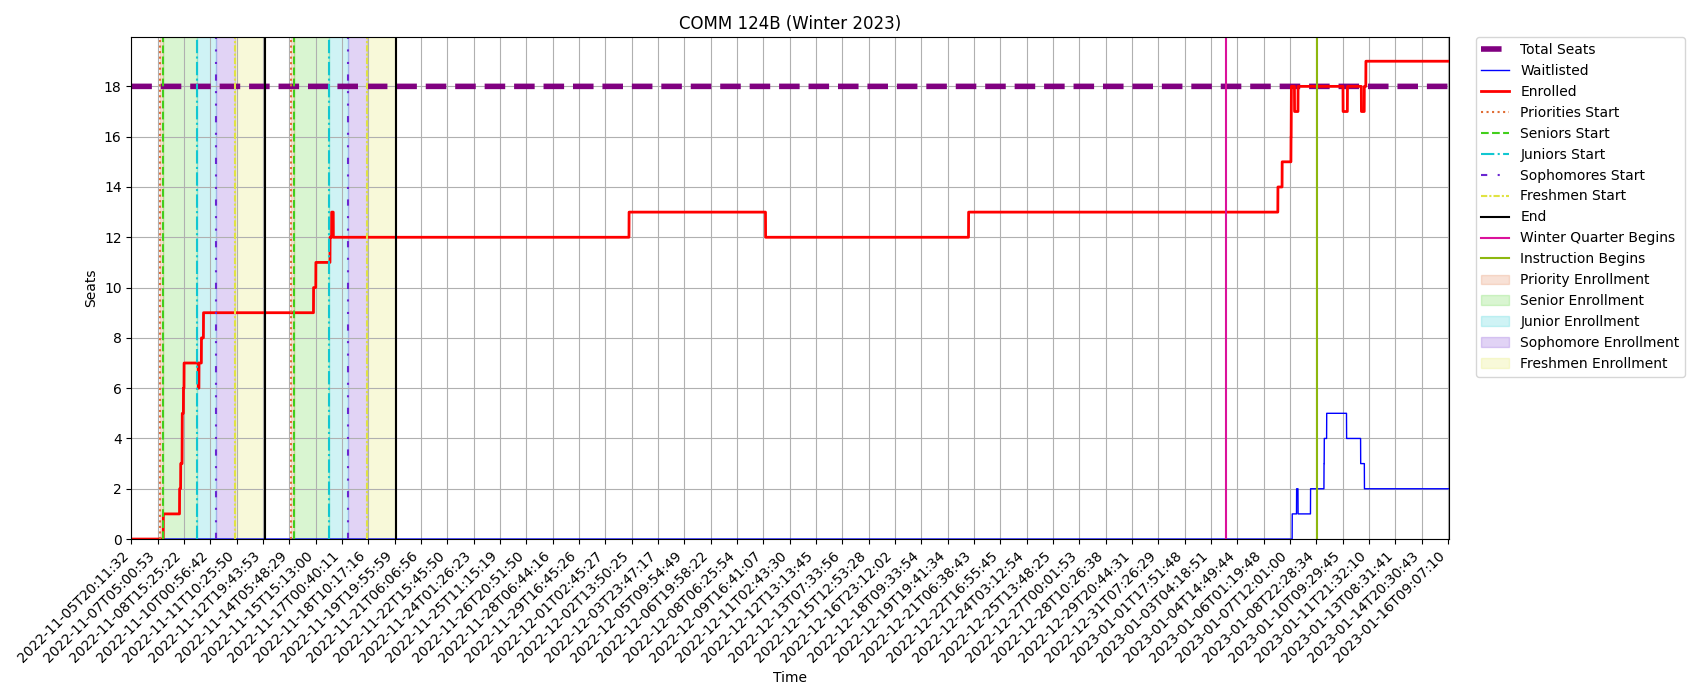 COMM 124B (Winter 2023)
Seats
18
16
14
12
10
8
6
4
2
0
2022-11-05T20:11:32
2022-11-07T05:00:53
2022-11-08T15:25:22
2022-11-10T00:56:42
2022-11-11T10:25:50
2022-11-12T19:43:53
2022-11-14T05:48:29
2022-11-15T15:13:00
2022-11-17T00:40:11
2022-11-18T10:17:16
2022-11-19T19:55:59
2022-11-21T06:06:56
2022-11-22T15:45:50
2022-11-24T01:26:23
2022-11-25T11:15:19
2022-11-26T20:51:50
2022-11-28T06:44:16
2022-11-29T16:45:26
2022-12-01T02:45:27
2022-12-02T13:50:25
2022-12-03T23:47:17
2022-12-05T09:54:49
2022-12-06T19:58:22
2022-12-08T06:25:54
2022-12-09T16:41:07
2022-12-11T02:43:30
2022-12-12T13:13:45
2022-12-13T07:33:56
2022-12-15T12:53:28
2022-12-16T23:12:02
2022-12-18T09:33:54
2022-12-19T19:41:34
2022-12-21T06:38:43
2022-12-22T16:55:45
2022-12-24T03:12:54
2022-12-25T13:48:25
2022-12-27T00:01:53
2022-12-28T10:26:38
2022-12-29T20:44:31
2022-12-31T07:26:29
2023-01-01T17:51:48
2023-01-03T04:18:51
2023-01-04T14:49:44
2023-01-06T01:19:48
2023-01-07T12:01:00
2023-01-08T22:28:34
2023-01-10T09:29:45
2023-01-11T21:32:10
2023-01-13T08:31:41
2023-01-14T20:30:43
2023-01-16T09:07:10
Time
Total Seats
Waitlisted
Enrolled
Priorities Start
Seniors Start
Juniors Start
Sophomores Start
Freshmen Start
End
Winter Quarter Begins
Instruction Begins
Priority Enrollment
Senior Enrollment
Junior Enrollment
Sophomore Enrollment
Freshmen Enrollment